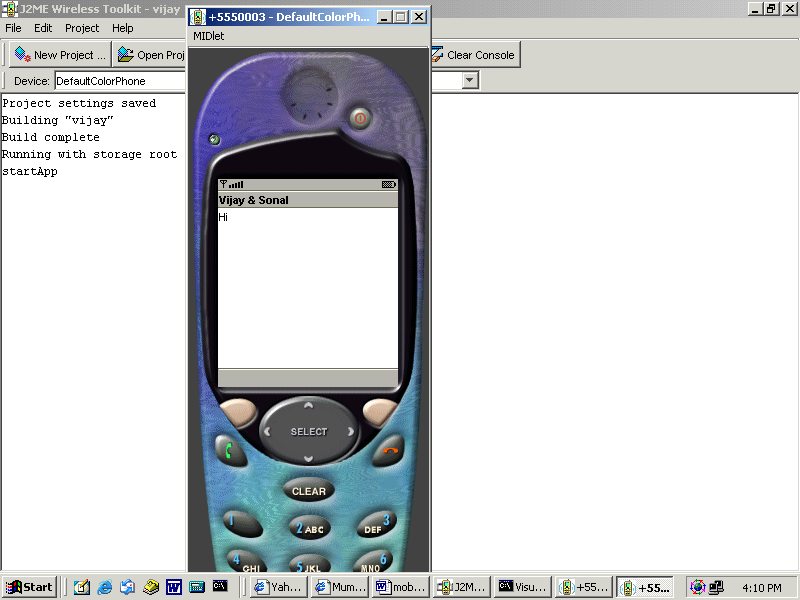 J2ME Wireless Toolkit - vijay
+5550003 - DefaultColorPh...
File Edit Project Help
MIDlet
New Project ...
Open Proj
Clear Console
Device: DefaultColorPhone
Project settings saved
Building "vijay"
Build complete
Running with storage root
startApp
Vijay & Sonal
Hi
SELECT
CLEAR
1
2 ABC
DEF 3
4 GHI
5 JKL
MNO 6
Start
Yah...
Mum...
mob...
J2M...
Visu...
+55...
+55...
4:10 PM